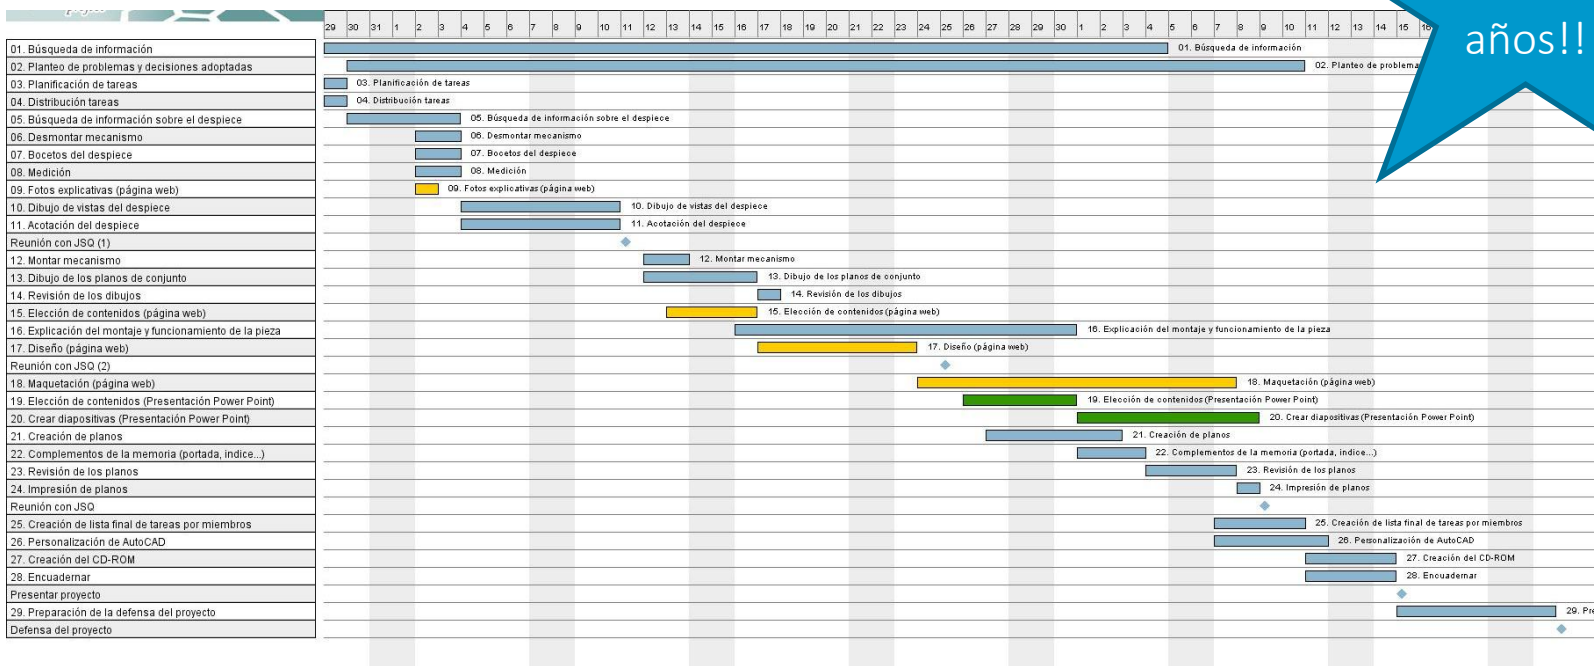 project
29 30 31 1 2 3 4 5 6 7 8 9 10 11 12 13 14 15 16 17 18 19 20 21 22 23 24 25 26 27 28 29 30 1 2 3 4 5 6 7 8 9 10 11 12 13 14 15
años!!
01. Búsqueda de información 01. Búsqueda de información
02. Planteo de problemas y decisiones adoptadas 02. Planteo de problema
03. Planificación de tareas 03. Planificación de tareas
04. Distribución tareas 04. Distribución tareas
05. Búsqueda de información sobre el despiece 05. Búsqueda de información sobre el despiece
06. Desmontar mecanismo 06. Desmontar mecanismo
07. Bocetos del despiece 07. Bocetos del despiece
08. Medición 08. Medición
09. Fotos explicativas (página web) 09. Fotos explicativas (página web)
10. Dibujo de vistas del despiece 10. Dibujo de vistas del despiece
11. Acotación del despiece 11. Acotación del despiece
Reunión con JSQ (1)
12. Montar mecanismo 12. Montar mecanismo
13. Dibujo de los planos de conjunto 13. Dibujo de los planos de conjunto
14. Revisión de los dibujos 14. Revisión de los dibujos
15. Elección de contenidos (página web) 15. Elección de contenidos (página web)
16. Explicación del montaje y funcionamiento de la pieza 16. Explicación del montaje y funcionamiento de la pieza
17. Diseño (página web) 17. Diseño (página web)
Reunión con JSQ (2)
18. Maquetación (página web) 18. Maquetación (página web)
19. Elección de contenidos (Presentación Power Point) 19. Elección de contenidos (Presentación Power Point)
20. Crear diapositivas (Presentación Power Point) 20. Crear diapositivas (Presentación Power Point)
21. Creación de planos 21. Creación de planos
22. Complementos de la memoria (portada, indice...) 22. Complementos de la memoria (portada, indice...)
23. Revisión de los planos 23. Revisión de los planos
24. Impresión de planos 24. Impresión de planos
Reunión con JSQ
25. Creación de lista final de tareas por miembros 25. Creación de lista final de tareas por miembros
26. Personalización de AutoCAD 26. Personalización de AutoCAD
27. Creación del CD-ROM 27. Creación del CD-ROM
28. Encuadernar 28. Encuadernar
Presentar proyecto
29. Preparación de la defensa del proyecto 29. Pre
Defensa del proyecto